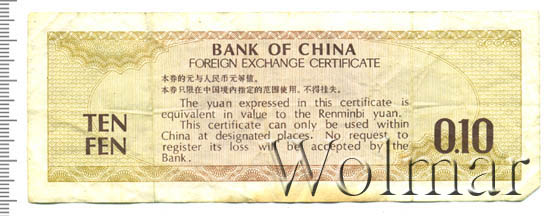 BANK OF CHINA
FOREIGN EXCHANGE CERTIFICATE
本券的元与人民币元等值。
本券只限在中国境内指定的范围使用，不得挂失。
The yuan expressed in this certificate is
equivalent in value to the Renminbi yuan.
This certificate can only be used within
China at designated places. No request to
register its loss will be accepted by the
Bank.
TEN
FEN
0.10
Wolmar